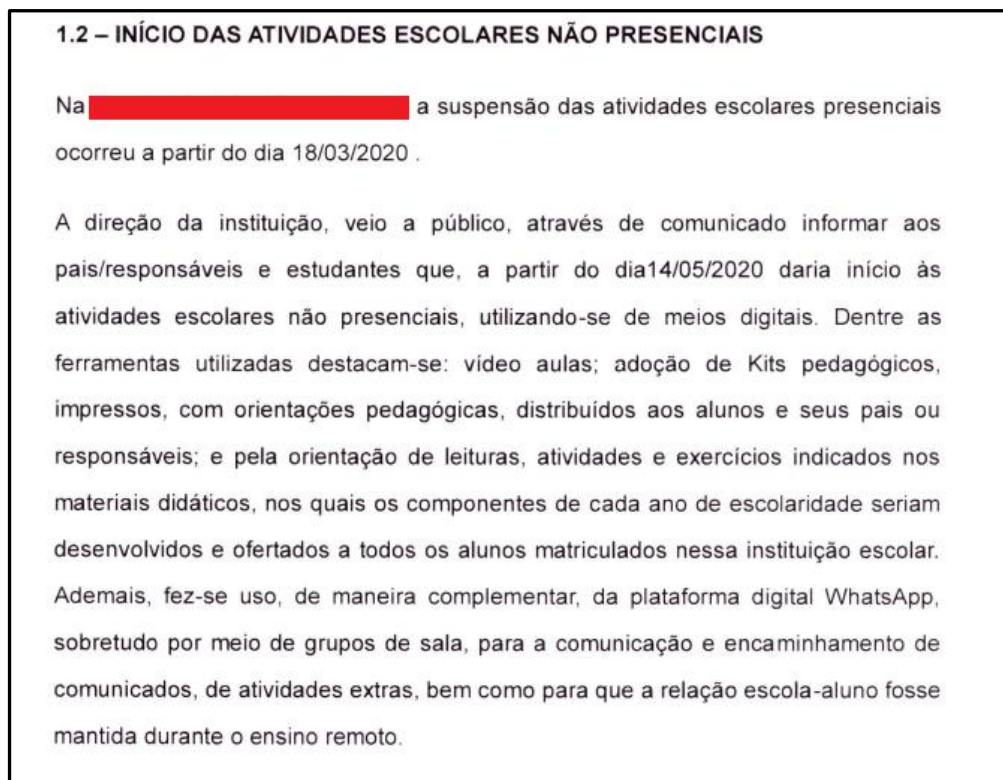 1.2 – INÍCIO DAS ATIVIDADES ESCOLARES NÃO PRESENCIAIS
Na a suspensão das atividades escolares presenciais
ocorreu a partir do dia 18/03/2020 .
A direção da instituição, veio a público, através de comunicado informar aos
pais/responsáveis e estudantes que, a partir do dia14/05/2020 daria início às
atividades escolares não presenciais, utilizando-se de meios digitais. Dentre as
ferramentas utilizadas destacam-se: vídeo aulas; adoção de Kits pedagógicos,
impressos, com orientações pedagógicas, distribuídos aos alunos e seus pais ou
responsáveis; e pela orientação de leituras, atividades e exercícios indicados nos
materiais didáticos, nos quais os componentes de cada ano de escolaridade seriam
desenvolvidos e ofertados a todos os alunos matriculados nessa instituição escolar.
Ademais, fez-se uso, de maneira complementar, da plataforma digital WhatsApp,
sobretudo por meio de grupos de sala, para a comunicação e encaminhamento de
comunicados, de atividades extras, bem como para que a relação escola-aluno fosse
mantida durante o ensino remoto.